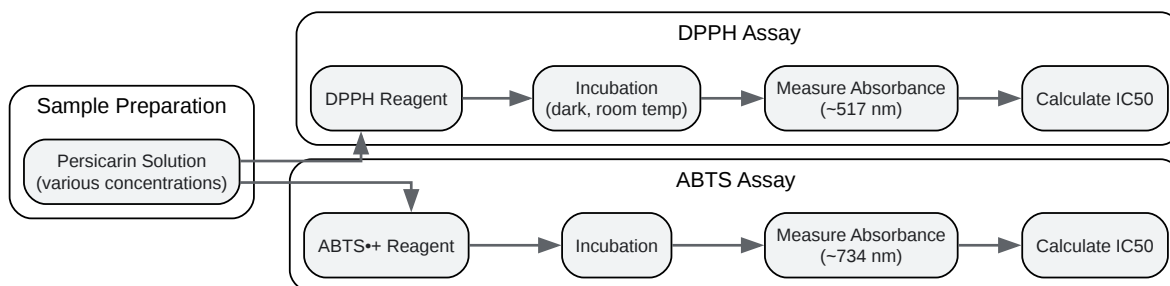 DPPH Assay
DPPH Reagent
Incubation
(dark, room temp)
Measure Absorbance
(~517 nm)
Calculate IC50
Sample Preparation
Persicarin Solution
(various concentrations)
ABTS Assay
ABTS•+ Reagent
Incubation
Measure Absorbance
(~734 nm)
Calculate IC50